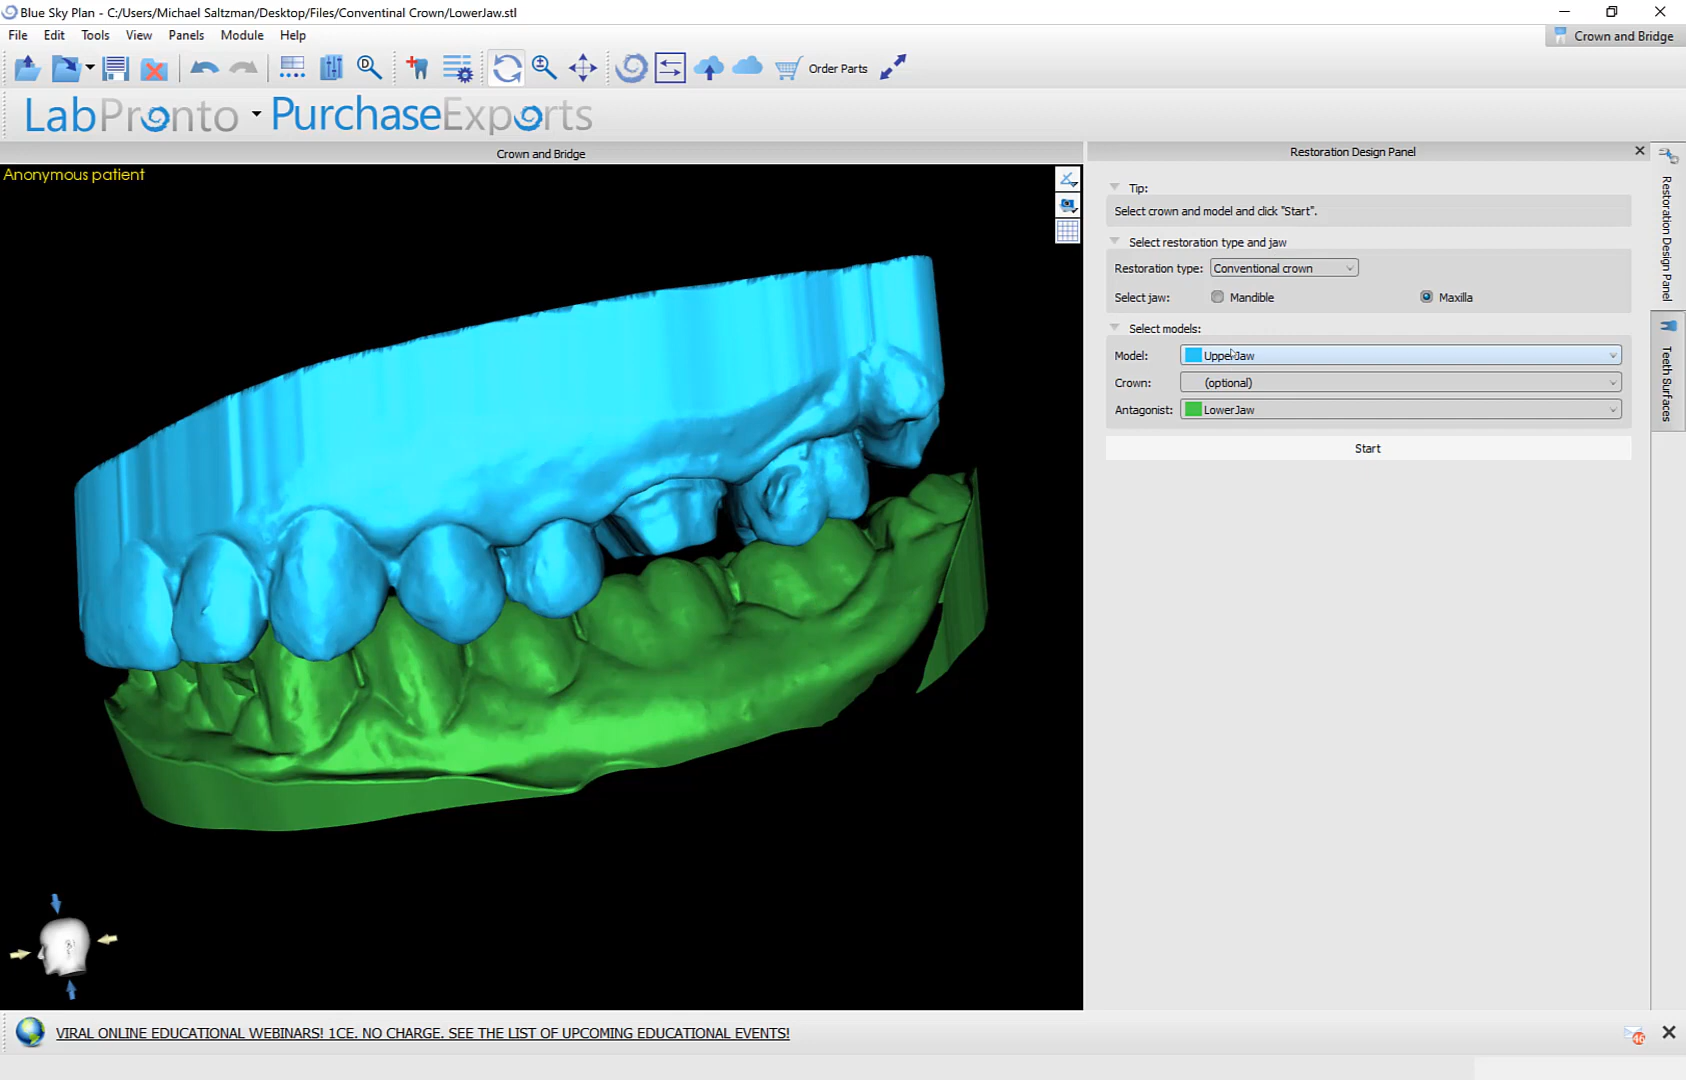 Blue Sky Plan - C:/Users/Michael Saltzman/Desktop/Files/Conventinal Crown/LowerJaw.stl
File Edit Tools View Panels Module Help
Crown and Bridge
D
Order Parts
LabPronto PurchaseExports
Crown and Bridge
Restoration Design Panel
Anonymous patient
Tip:
Select crown and model and click "Start".
Select restoration type and jaw
Restoration type: Conventional crown
Select jaw: Mandible Maxilla
Select models:
Model: UpperJaw
Crown: (optional)
Antagonist: LowerJaw
Start
Restoration Design Panel
Teeth Surfaces
VIRAL ONLINE EDUCATIONAL WEBINARS! 1CE. NO CHARGE. SEE THE LIST OF UPCOMING EDUCATIONAL EVENTS!
46